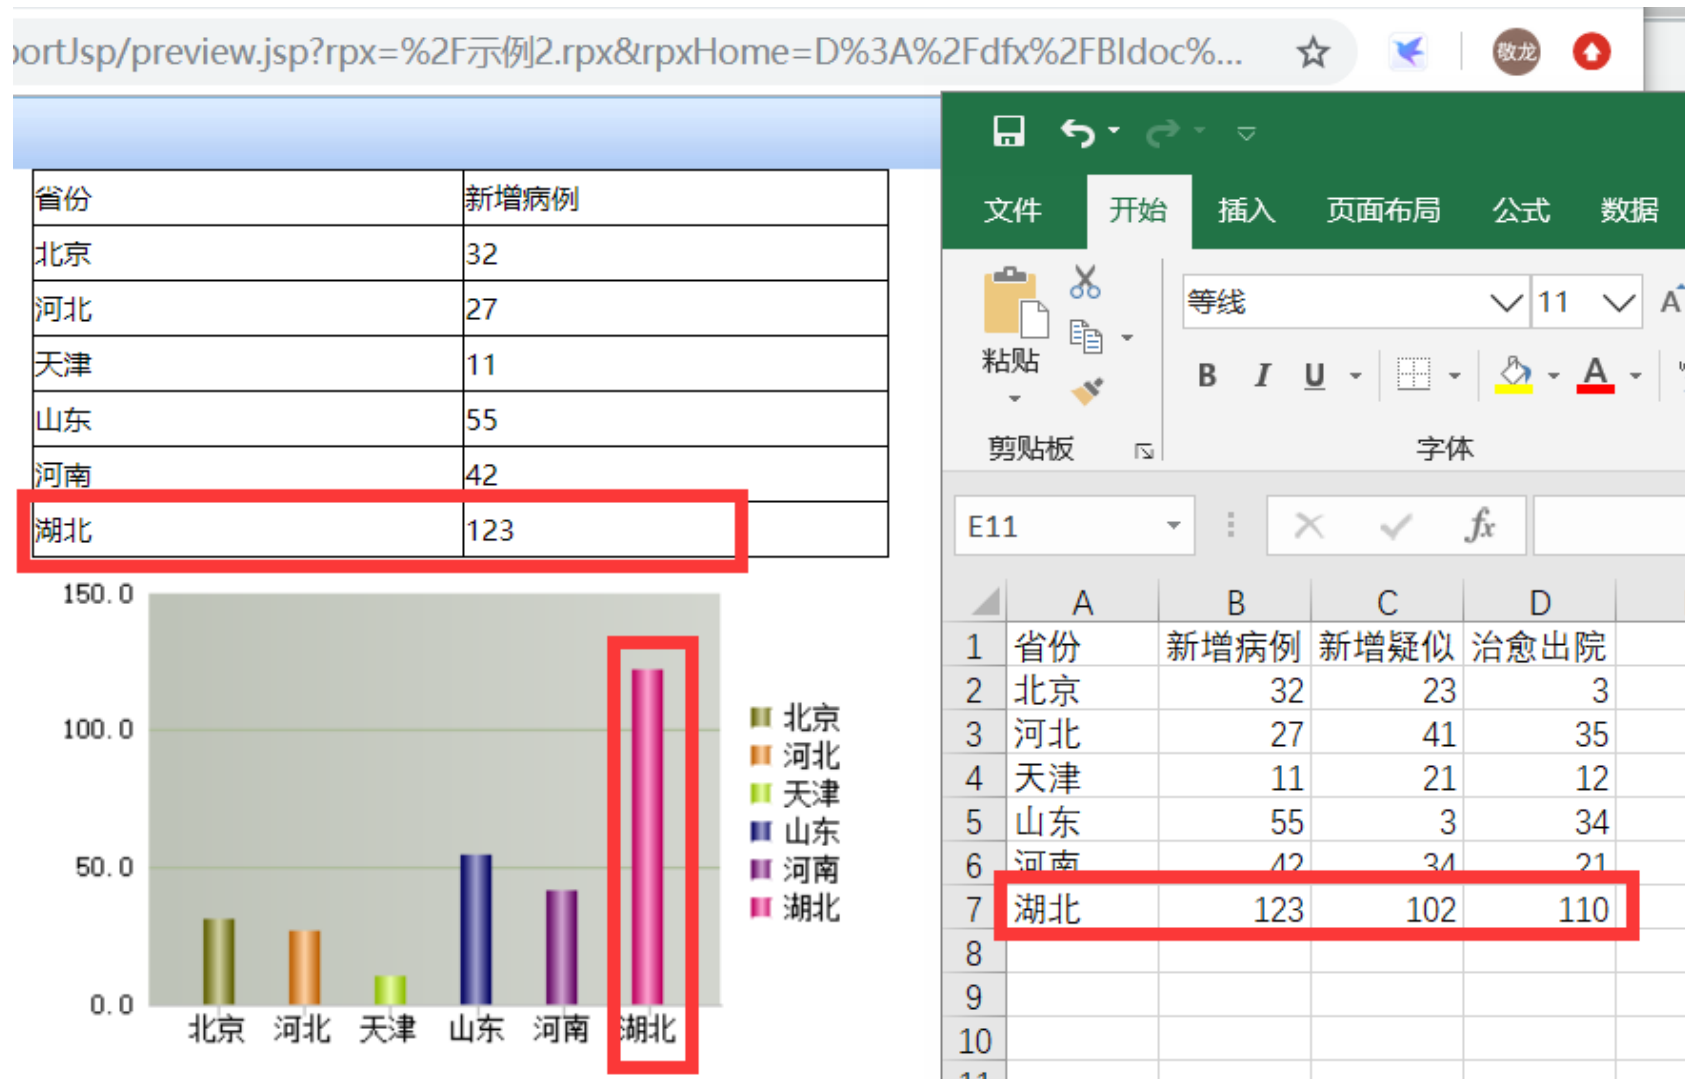 ortJsp/preview.jsp?rpx=%2F示例2.rpx&rpxHome=D%3A%2Fdfx%2FBIdoc%...
敬龙
省份 新增病例
北京 32
河北 27
天津 11
山东 55
河南 42
湖北 123
150.0
100.0
50.0
0.0
北京 河北 天津 山东 河南 湖北
北京
河北
天津
山东
河南
湖北
文件 开始 插入 页面布局 公式 数据
粘贴
等线 11 A
B I U A
剪贴板 字体
E11 fx
A B C D
1 省份 新增病例 新增疑似 治愈出院
2 北京 32 23 3
3 河北 27 41 35
4 天津 11 21 12
5 山东 55 3 34
6 河南 42 34 21
7 湖北 123 102 110
8
9
10
11